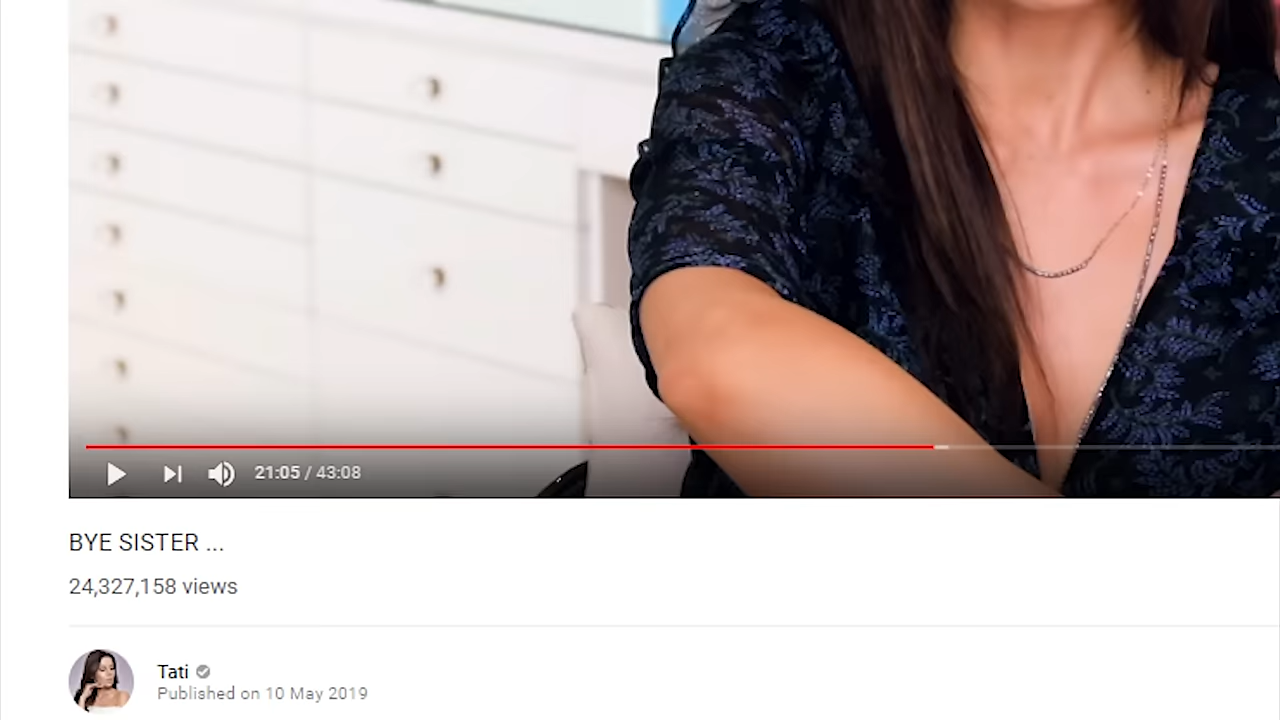 21:05 / 43:08
BYE SISTER ...
24,327,158 views
Tati
Published on 10 May 2019